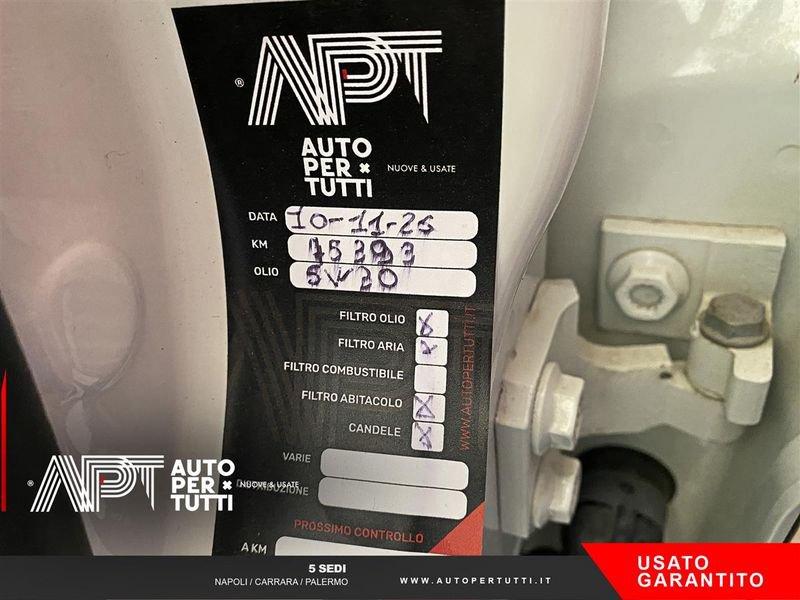 ® APT
AUTO
PER
TUTTI
NUOVE & USATE
DATA 10-11-25
KM
OLIO 5W30
FILTRO OLIO X
FILTRO ARIA X
FILTRO COMBUSTIBILE
FILTRO ABITACOLO X
CANDELE X
WWW.AUTOPERTUTTI.IT
VARIE
DISTRIBUZIONE
PROSSIMO CONTROLLO
A KM
® APT
AUTO
PER
TUTTI
NUOVE & USATE
5 SEDI
NAPOLI / CARRARA / PALERMO
WWW.AUTOPERTUTTI.IT
USATO
GARANTITO